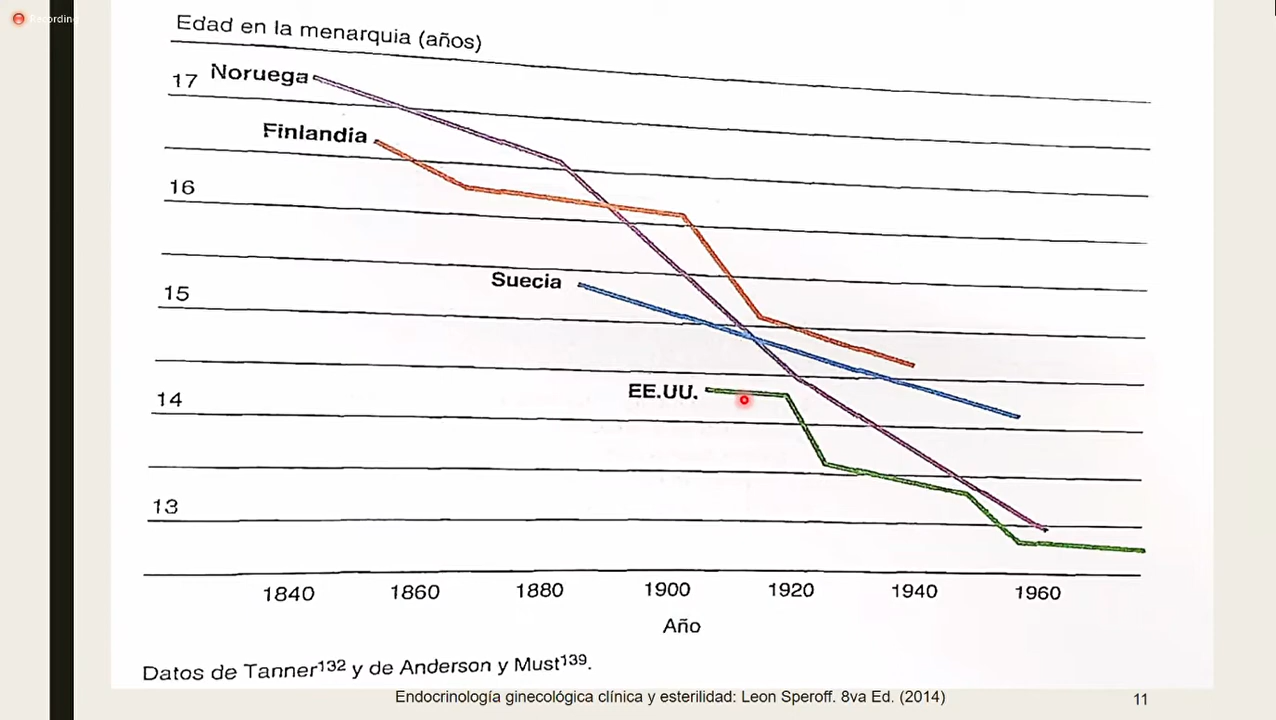 Recording
Edad en la menarquia (años)
17 Noruega
Finlandia
16
Suecia
15
EE.UU.
14
13
1840 1860 1880 1900 1920 1940 1960
Año
Datos de Tanner¹³² y de Anderson y Must¹³⁹.
Endocrinología ginecológica clínica y esterilidad: Leon Speroff. 8va Ed. (2014)
11